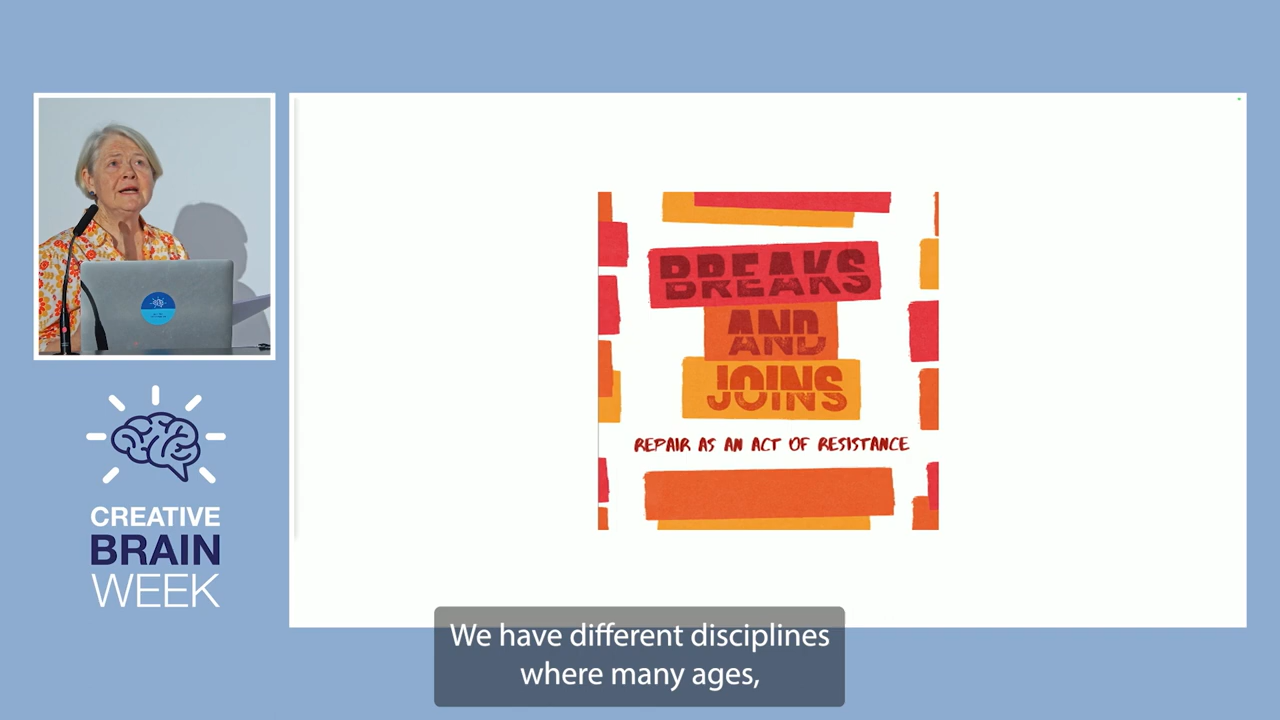 BREAKS
AND
JOINS
REPAIR AS AN ACT OF RESISTANCE
CREATIVE
BRAIN
WEEK
We have different disciplines
where many ages,